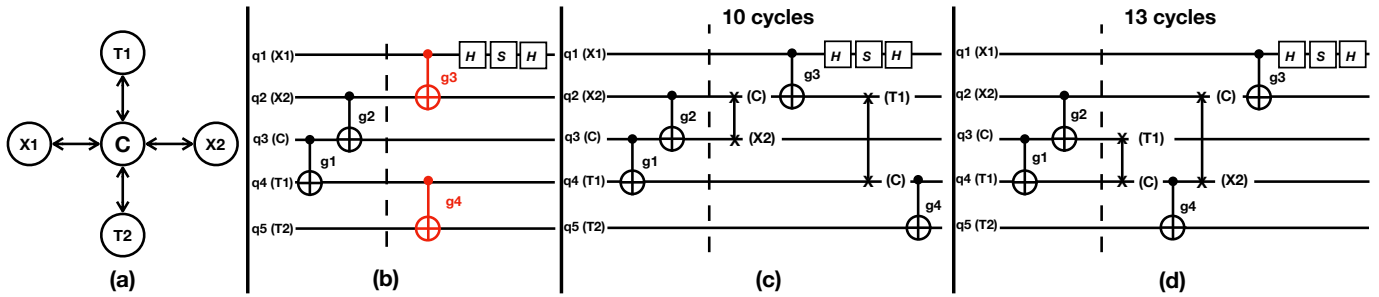 T1
X1
C
X2
T2
(a)
q1 (X1)
H
S
H
g3
q2 (X2)
g2
q3 (C)
g1
q4 (T1)
g4
q5 (T2)
(b)
10 cycles
q1 (X1)
H
S
H
g3
q2 (X2)
(C)
(T1)
g2
q3 (C)
(X2)
g1
q4 (T1)
(C)
g4
q5 (T2)
(c)
13 cycles
q1 (X1)
H
S
H
g3
q2 (X2)
(C)
g2
q3 (C)
(T1)
g1
q4 (T1)
(C)
(X2)
g4
q5 (T2)
(d)